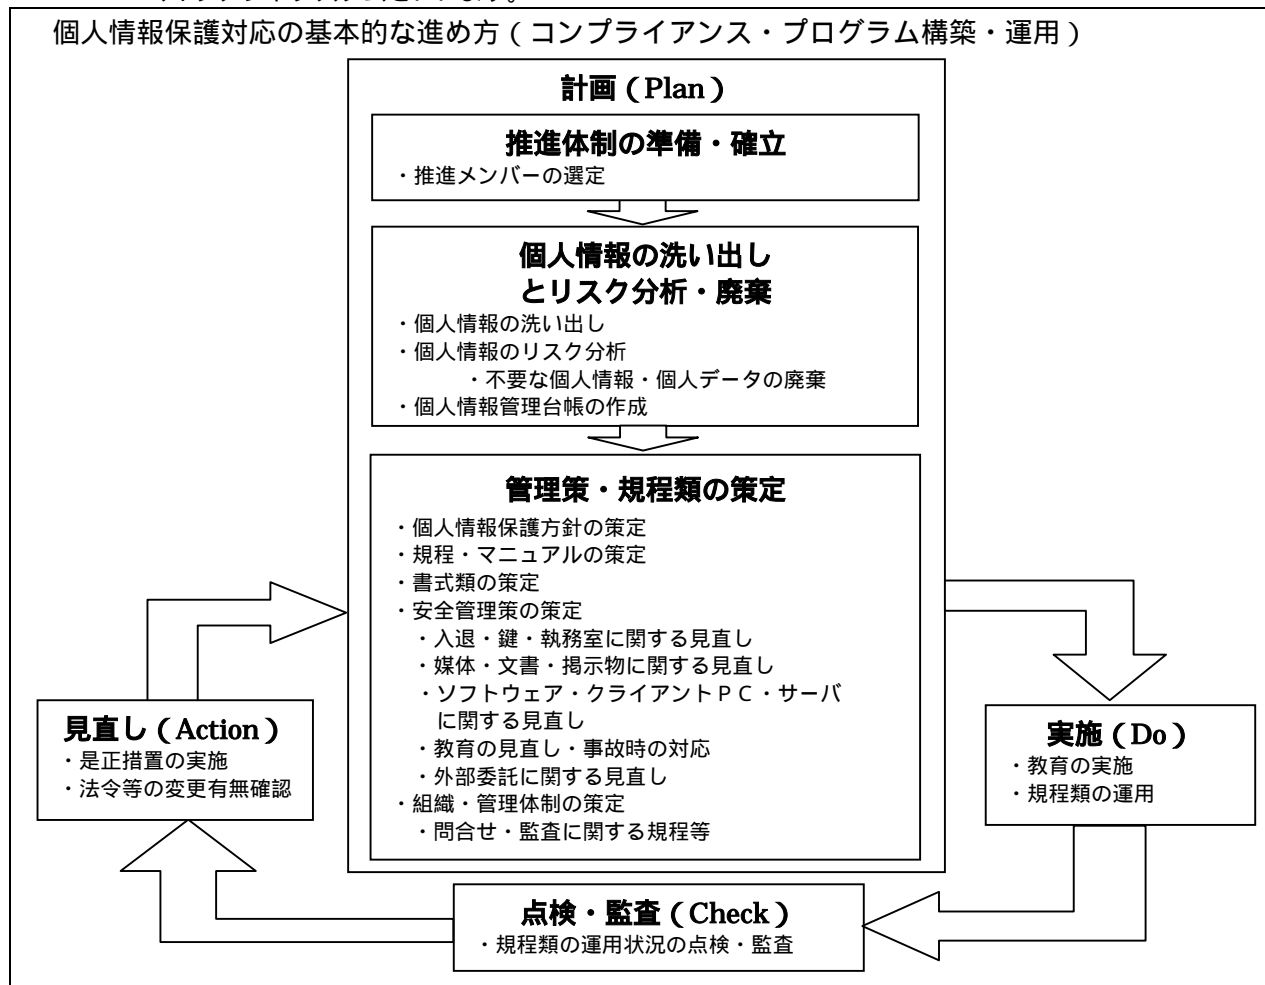 個人情報保護対応の基本的な進め方（コンプライアンス・プログラム構築・運用）
計画（Plan）
推進体制の準備・確立
・推進メンバーの選定
個人情報の洗い出し
とリスク分析・廃棄
・個人情報の洗い出し
・個人情報のリスク分析
・不要な個人情報・個人データの廃棄
・個人情報管理台帳の作成
管理策・規程類の策定
・個人情報保護方針の策定
・規程・マニュアルの策定
・書式類の策定
・安全管理策の策定
・入退・鍵・執務室に関する見直し
・媒体・文書・掲示物に関する見直し
・ソフトウェア・クライアントＰＣ・サーバ
に関する見直し
・教育の見直し・事故時の対応
・外部委託に関する見直し
・組織・管理体制の策定
・問合せ・監査に関する規程等
実施（Do）
・教育の実施
・規程類の運用
点検・監査（Check）
・規程類の運用状況の点検・監査
見直し（Action）
・是正措置の実施
・法令等の変更有無確認